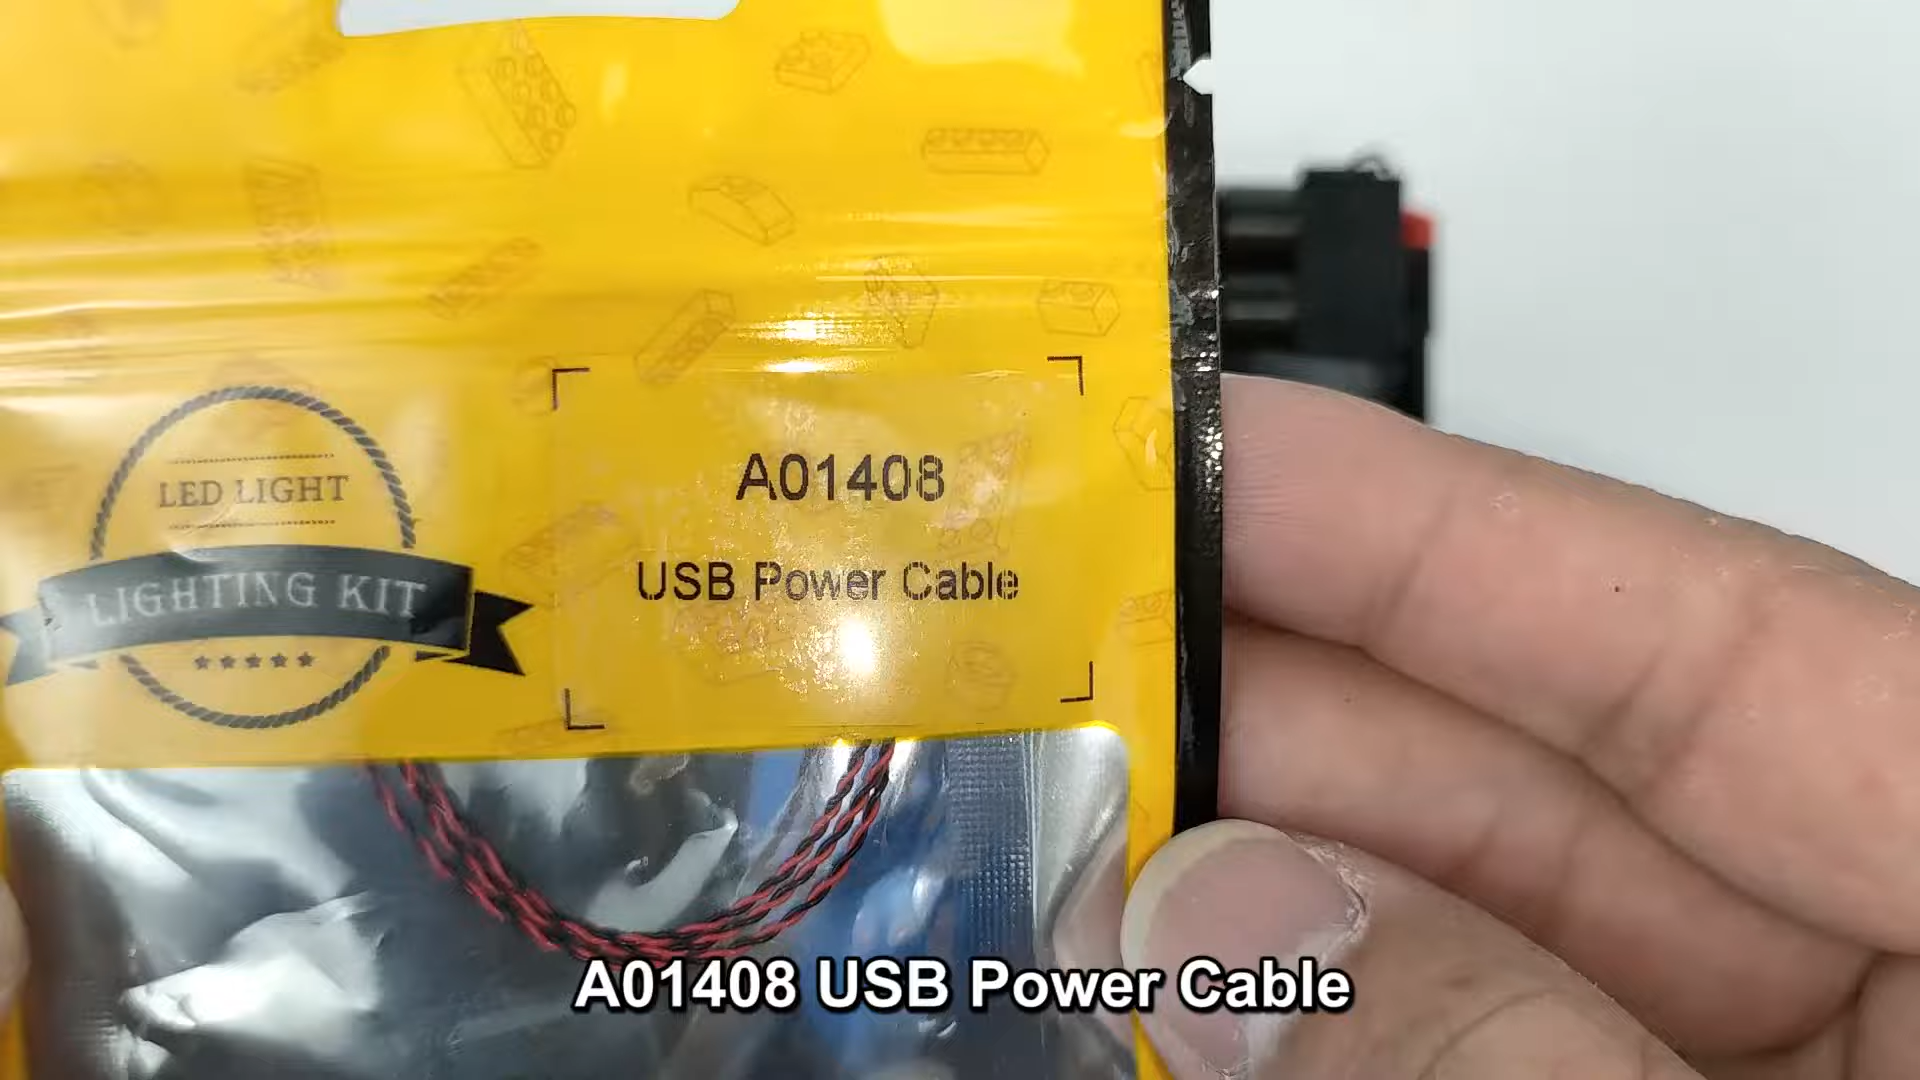 LED LIGHT
LIGHTING KIT
A01408
USB Power Cable
A01408 USB Power Cable